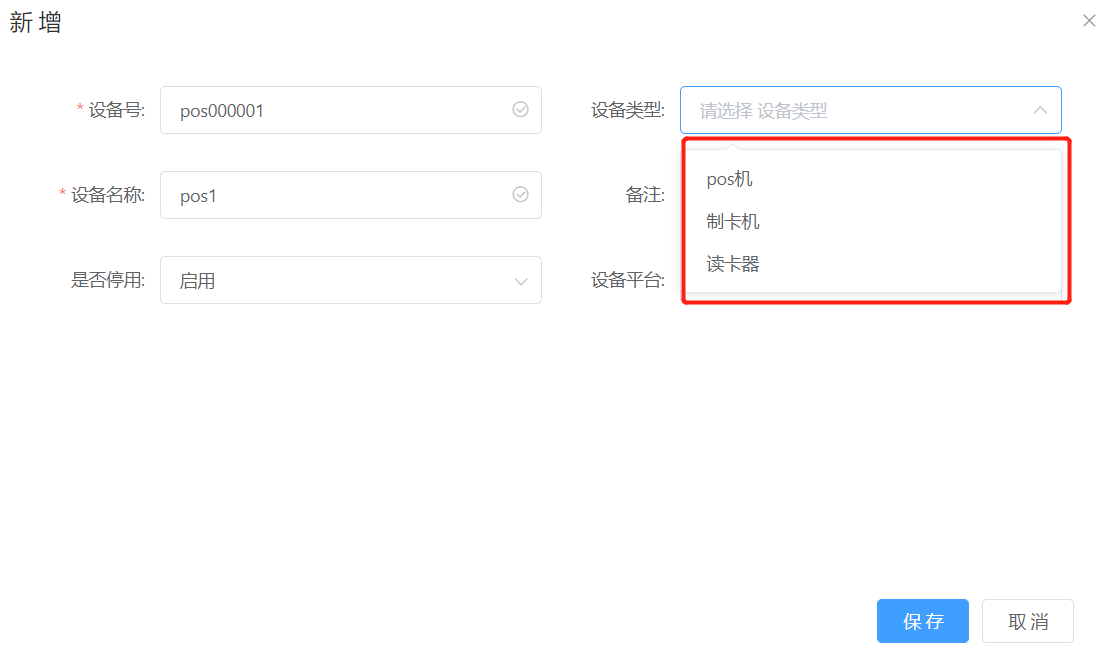 新增
* 设备号: pos000001
设备类型: 请选择 设备类型
pos机
制卡机
读卡器
* 设备名称: pos1
备注:
是否停用: 启用
设备平台:
保存 取消